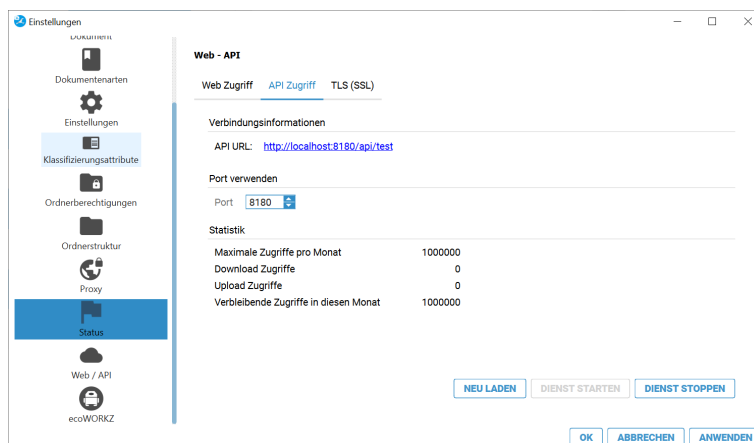 Einstellungen
Dokument
Dokumentenarten
Einstellungen
Klassifizierungsattribute
Ordnerberechtigungen
Ordnerstruktur
Proxy
Status
Web / API
ecoWORKZ
Web - API
Web Zugriff API Zugriff TLS (SSL)
Verbindungsinformationen
API URL: http://localhost:8180/api/test
Port verwenden
Port 8180
Statistik
Maximale Zugriffe pro Monat 1000000
Download Zugriffe 0
Upload Zugriffe 0
Verbleibende Zugriffe in diesen Monat 1000000
NEU LADEN DIENST STARTEN DIENST STOPPEN
OK ABBRECHEN ANWENDEN